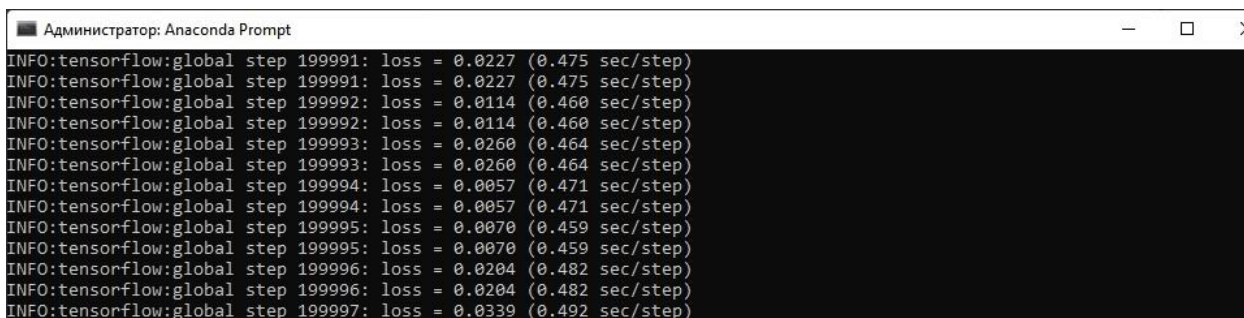 Администратор: Anaconda Prompt
INFO:tensorflow:global step 199991: loss = 0.0227 (0.475 sec/step)
INFO:tensorflow:global step 199991: loss = 0.0227 (0.475 sec/step)
INFO:tensorflow:global step 199992: loss = 0.0114 (0.460 sec/step)
INFO:tensorflow:global step 199992: loss = 0.0114 (0.460 sec/step)
INFO:tensorflow:global step 199993: loss = 0.0260 (0.464 sec/step)
INFO:tensorflow:global step 199993: loss = 0.0260 (0.464 sec/step)
INFO:tensorflow:global step 199994: loss = 0.0057 (0.471 sec/step)
INFO:tensorflow:global step 199994: loss = 0.0057 (0.471 sec/step)
INFO:tensorflow:global step 199995: loss = 0.0070 (0.459 sec/step)
INFO:tensorflow:global step 199995: loss = 0.0070 (0.459 sec/step)
INFO:tensorflow:global step 199996: loss = 0.0204 (0.482 sec/step)
INFO:tensorflow:global step 199996: loss = 0.0204 (0.482 sec/step)
INFO:tensorflow:global step 199997: loss = 0.0339 (0.492 sec/step)